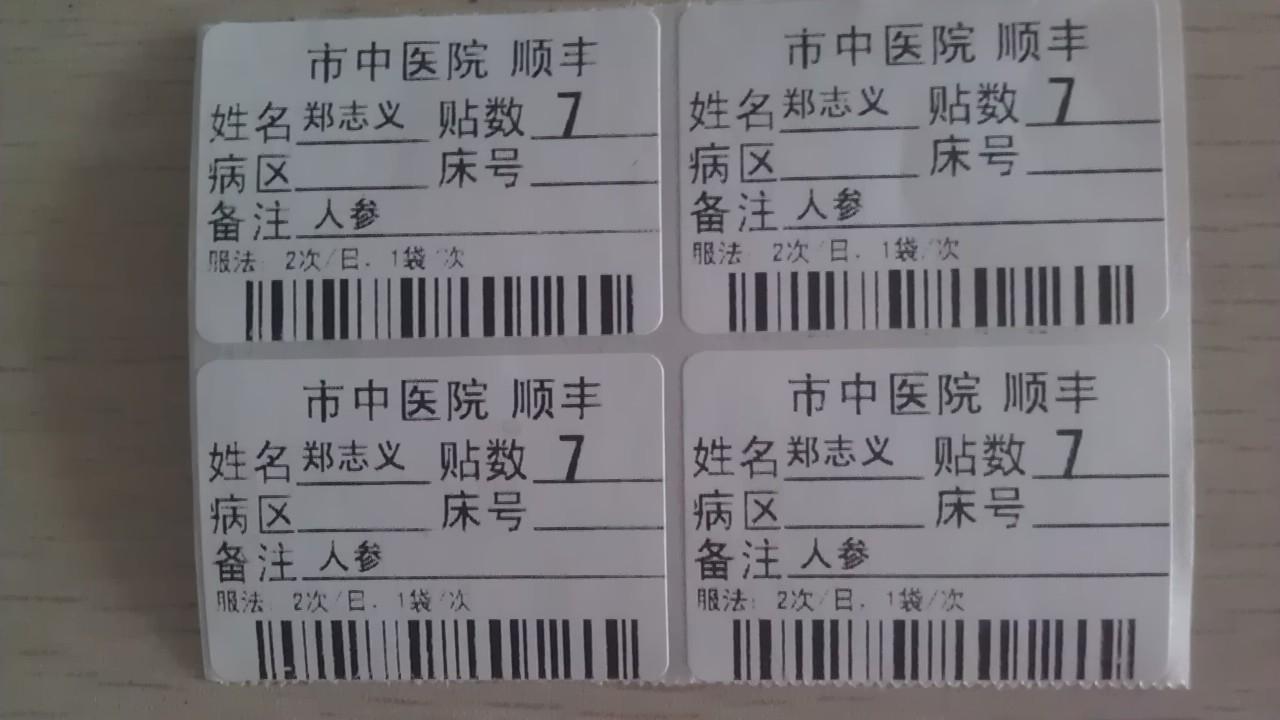 市中医院 顺丰
姓名 郑志义 贴数 7
病区 床号
备注 人参
服法: 2次/日, 1袋/次
市中医院 顺丰
姓名 郑志义 贴数 7
病区 床号
备注 人参
服法: 2次/日, 1袋/次
市中医院 顺丰
姓名 郑志义 贴数 7
病区 床号
备注 人参
服法: 2次/日, 1袋/次
市中医院 顺丰
姓名 郑志义 贴数 7
病区 床号
备注 人参
服法: 2次/日, 1袋/次